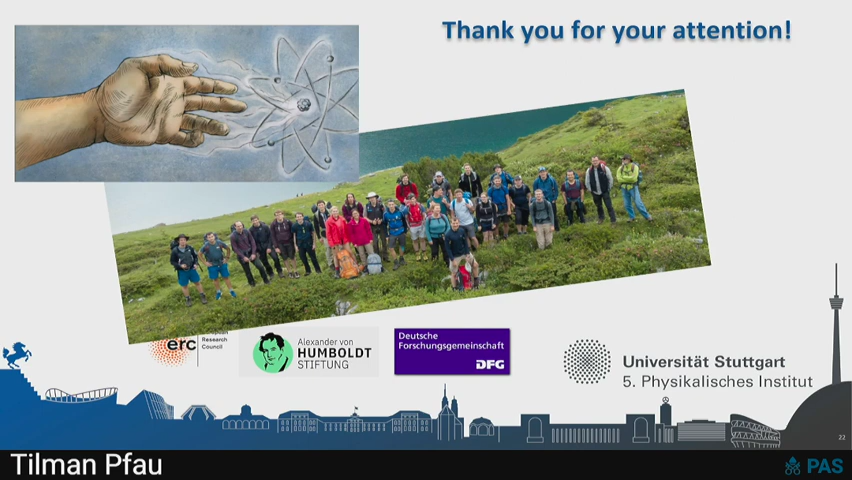 Thank you for your attention!
erc
Research
Council
Alexander von
HUMBOLDT
STIFTUNG
Deutsche
Forschungsgemeinschaft
DFG
Universität Stuttgart
5. Physikalisches Institut
22
Tilman Pfau
PAS